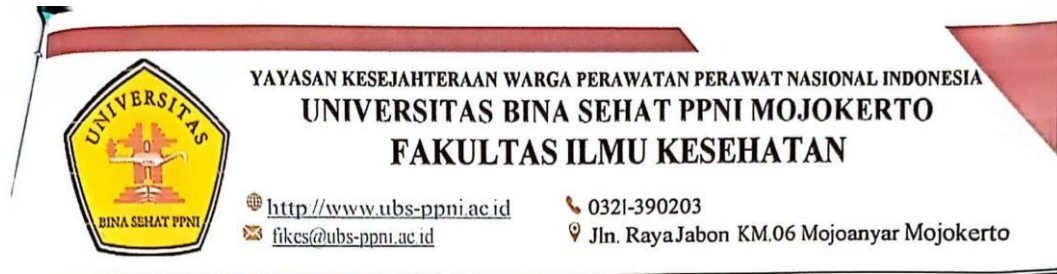 YAYASAN KESEJAHTERAAN WARGA PERAWATAN PERAWAT NASIONAL INDONESIA
UNIVERSITAS BINA SEHAT PPNI MOJOKERTO
FAKULTAS ILMU KESEHATAN
UNIVERSITAS
BINA SEHAT PPNI
http://www.ubs-ppni.ac.id
0321-390203
fikes@ubs-ppni.ac.id
Jln. Raya Jabon KM.06 Mojoanyar Mojokerto